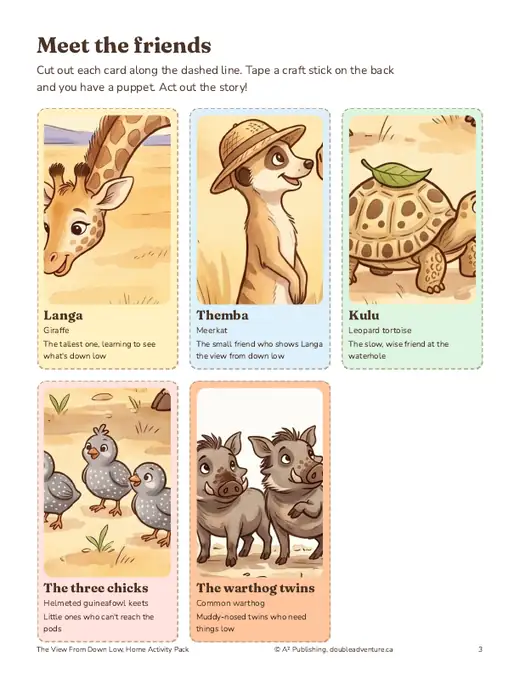 Meet the friends
Cut out each card along the dashed line. Tape a craft stick on the back
and you have a puppet. Act out the story!
Langa
Giraffe
The tallest one, learning to see
what's down low
Themba
Meerkat
The small friend who shows Langa
the view from down low
Kulu
Leopard tortoise
The slow, wise friend at the
waterhole
The three chicks
Helmeted guineafowl keets
Little ones who can't reach the
pods
The warthog twins
Common warthog
Muddy-nosed twins who need
things low
The View From Down Low, Home Activity Pack
© A² Publishing, doubleadventure.ca
3